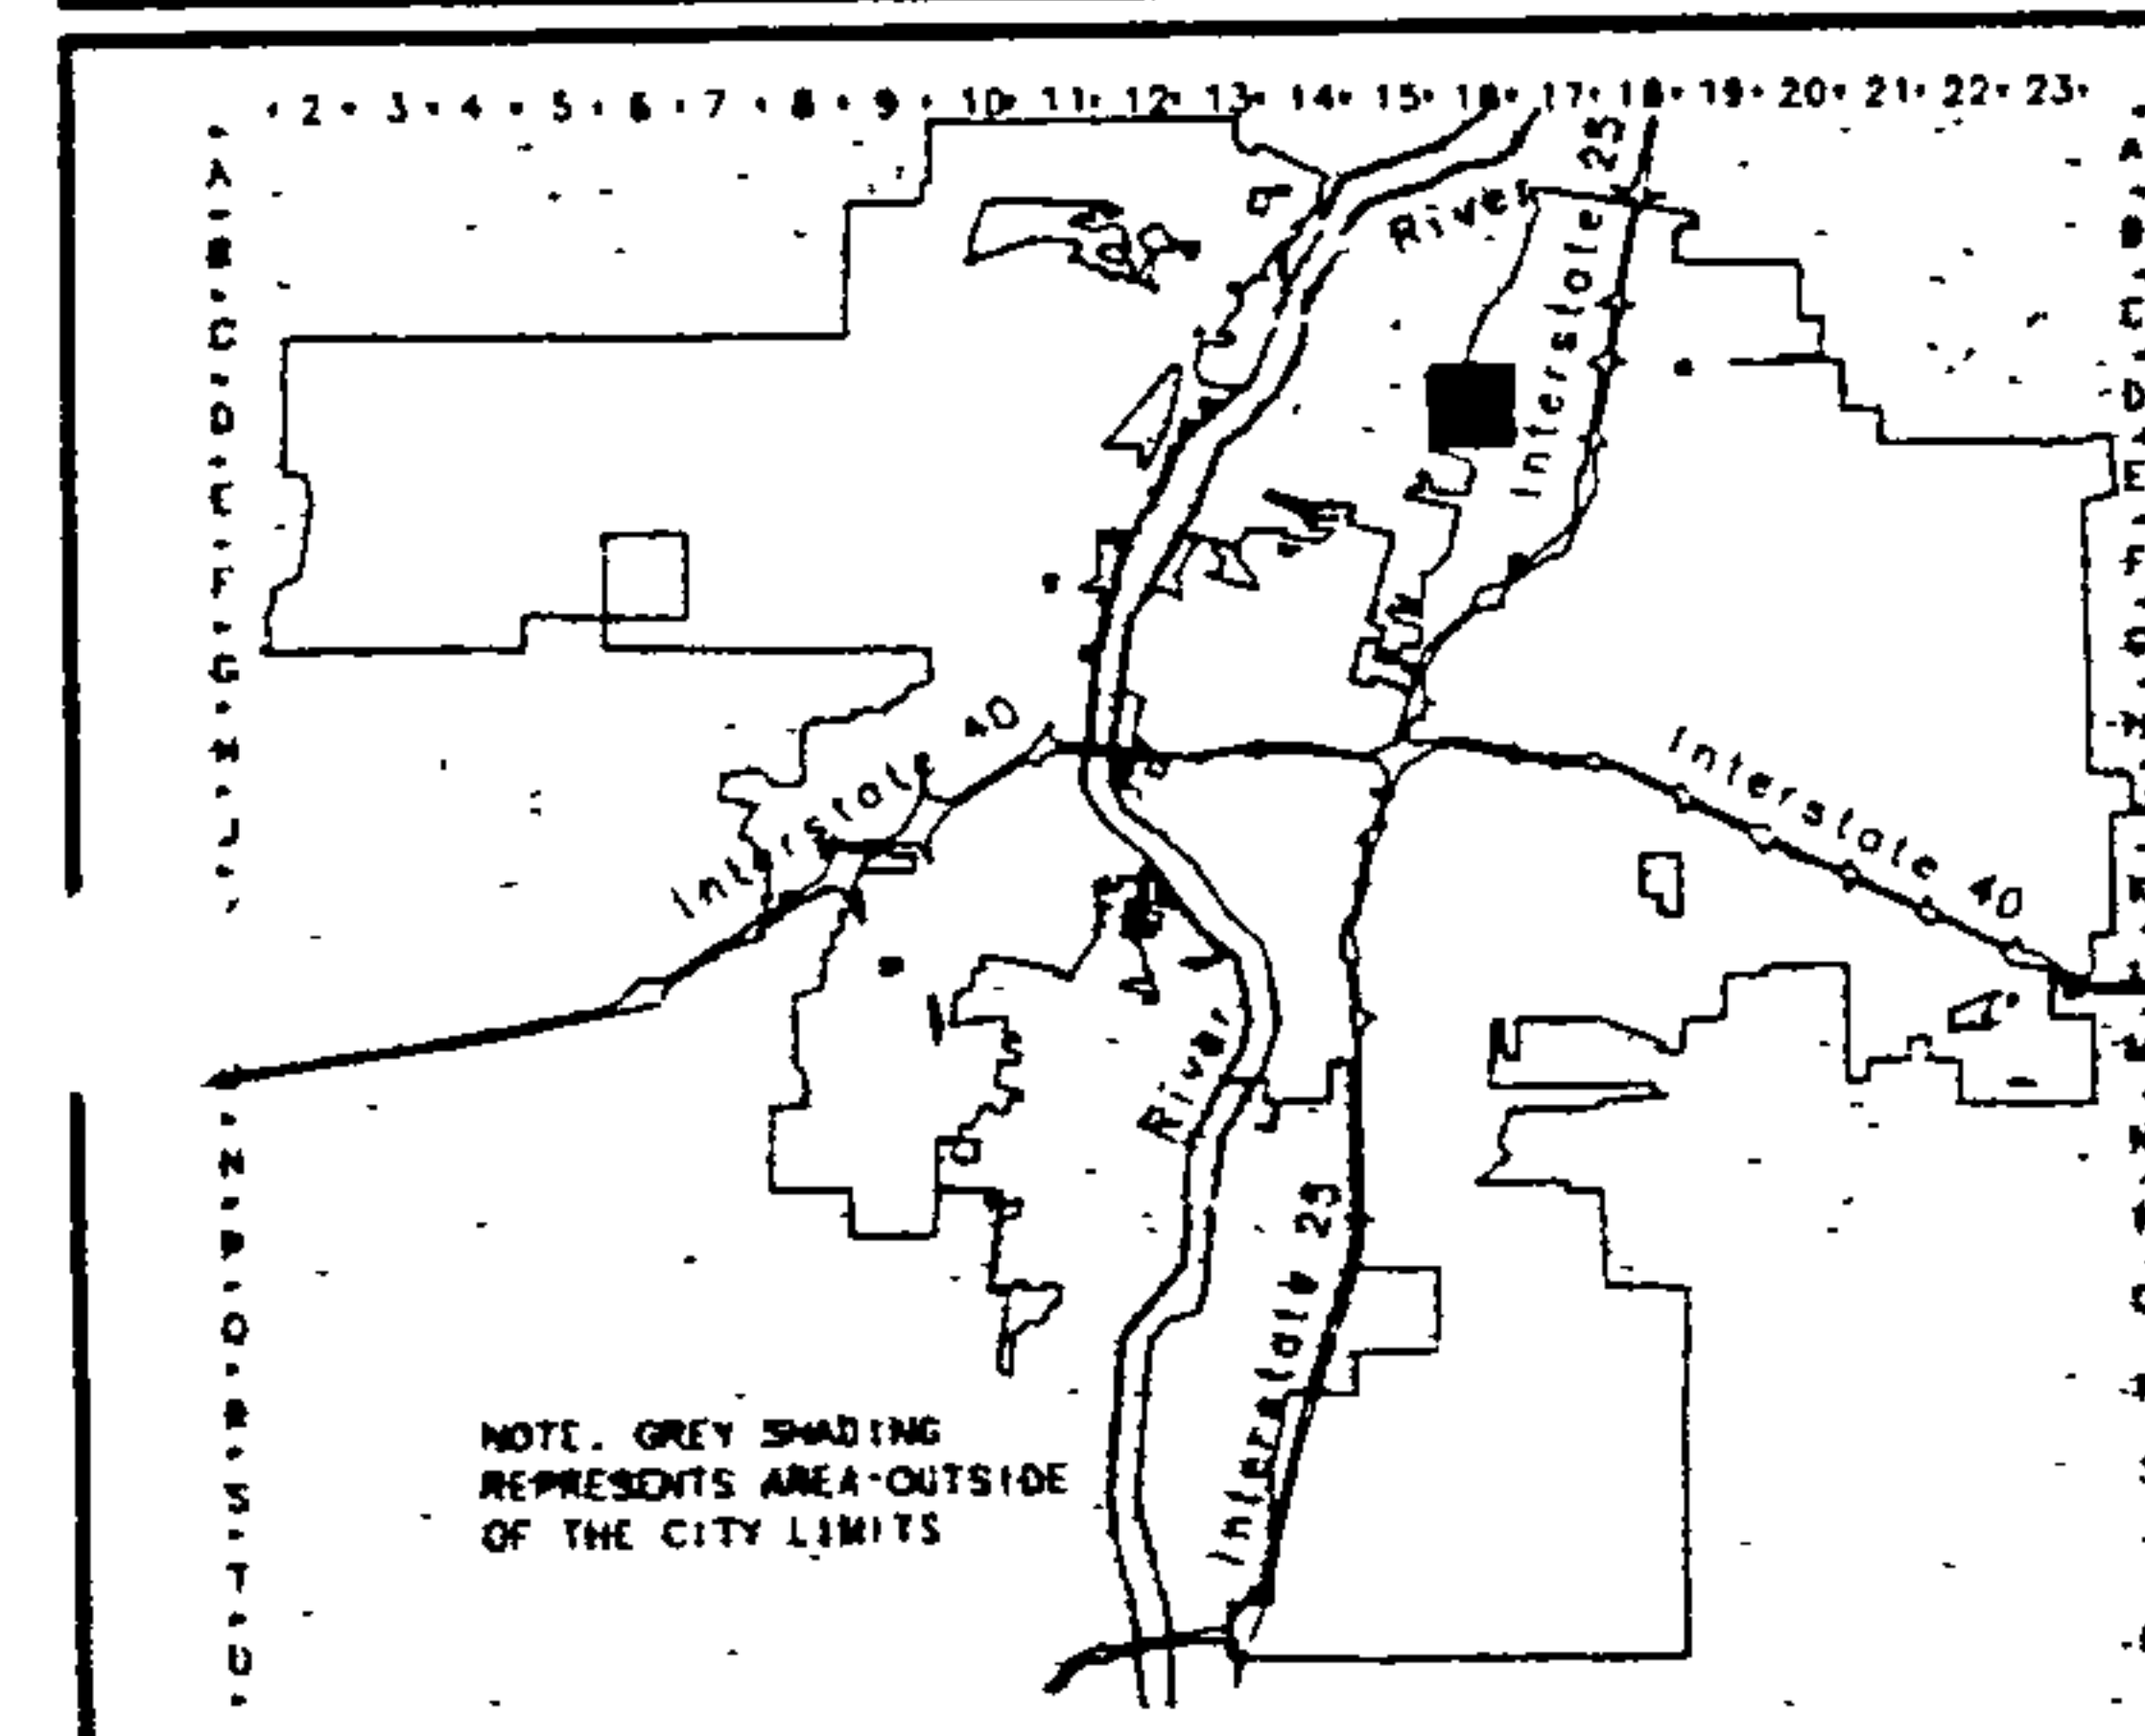 2 · 3 · 4 · 5 · 6 · 7 · 8 · 9 · 10 · 11 · 12 · 13 · 14 · 15 · 16 · 17 · 18 · 19 · 20 · 21 · 22 · 23 ·
A
B
C
D
E
F
G
H
J
N
P
Q
R
S
T
U
River
Interstate 25
Interstate 40
Interstate 40
River
Interstate 25
NOTE. GREY SHADING
REPRESENTS AREA OUTSIDE
OF THE CITY LIMITS
A
B
C
D
E
F